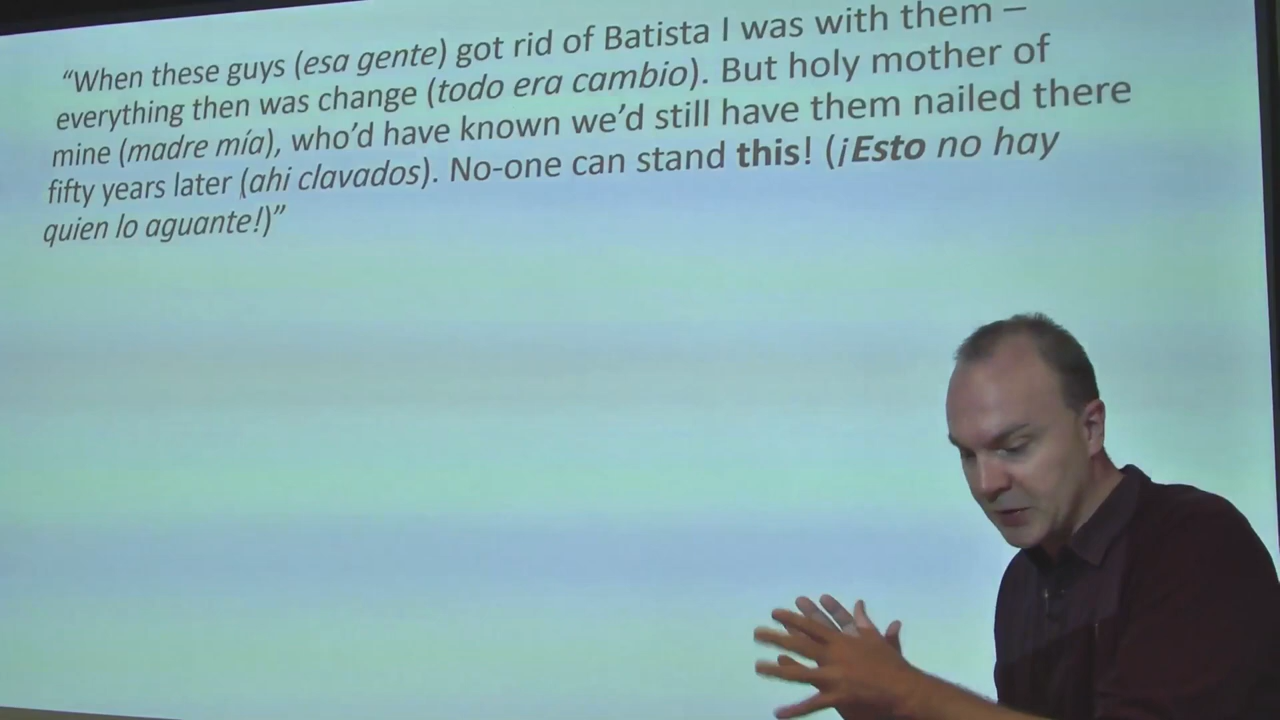 “When these guys (esa gente) got rid of Batista I was with them –
everything then was change (todo era cambio). But holy mother of
mine (madre mía), who’d have known we’d still have them nailed there
fifty years later (ahi clavados). No-one can stand this! (¡Esto no hay
quien lo aguante!)”